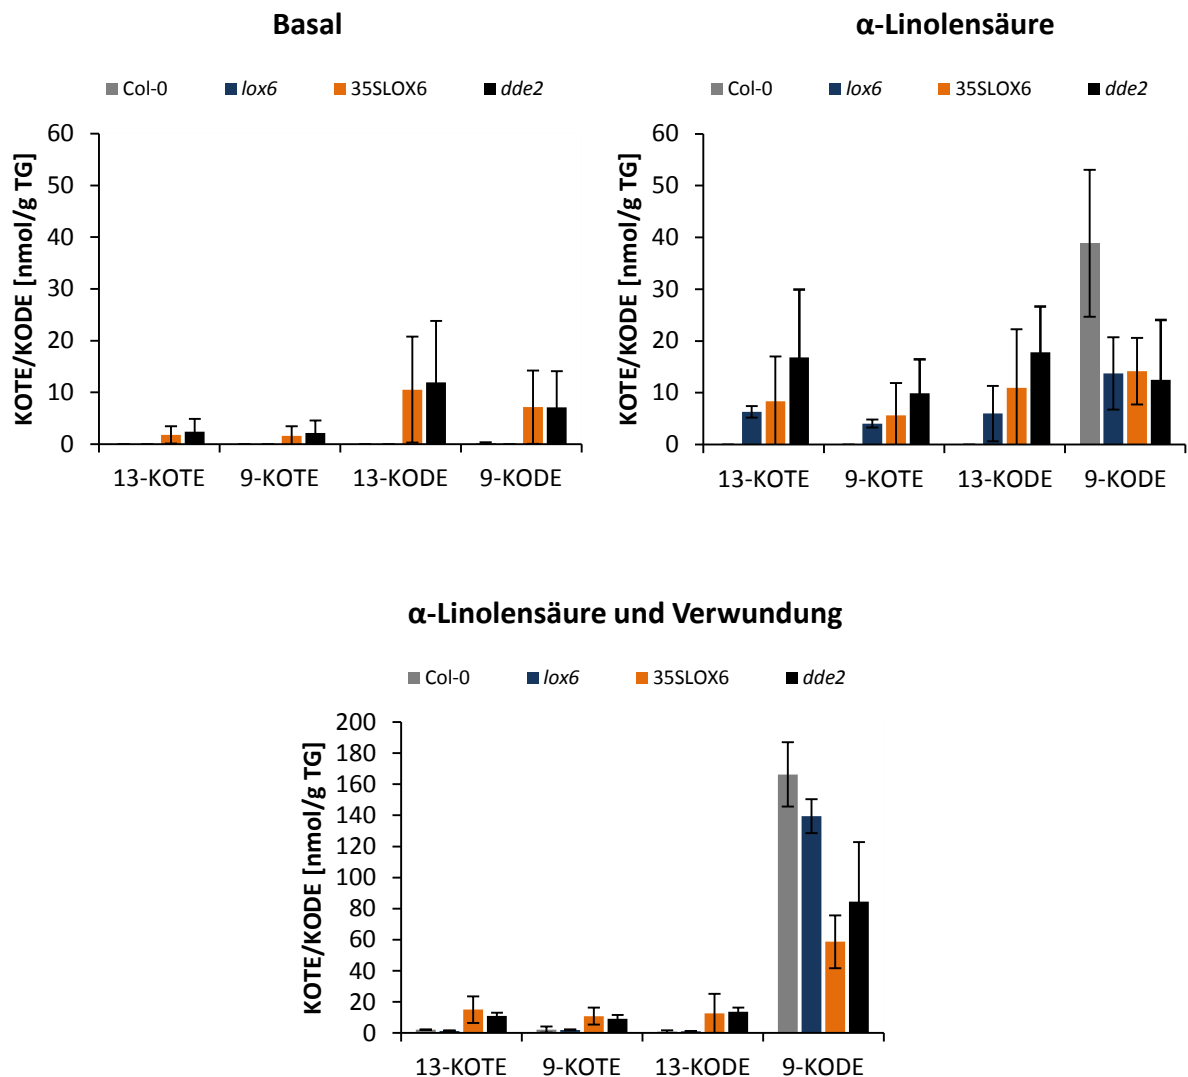 Basal
Col-0 lox6 35SLOX6 dde2
KOTE/KODE [nmol/g TG]
60
50
40
30
20
10
0
13-KOTE 9-KOTE 13-KODE 9-KODE
α-Linolensäure
Col-0 lox6 35SLOX6 dde2
KOTE/KODE [nmol/g TG]
60
50
40
30
20
10
0
13-KOTE 9-KOTE 13-KODE 9-KODE
α-Linolensäure und Verwundung
Col-0 lox6 35SLOX6 dde2
KOTE/KODE [nmol/g TG]
200
180
160
140
120
100
80
60
40
20
0
13-KOTE 9-KOTE 13-KODE 9-KODE